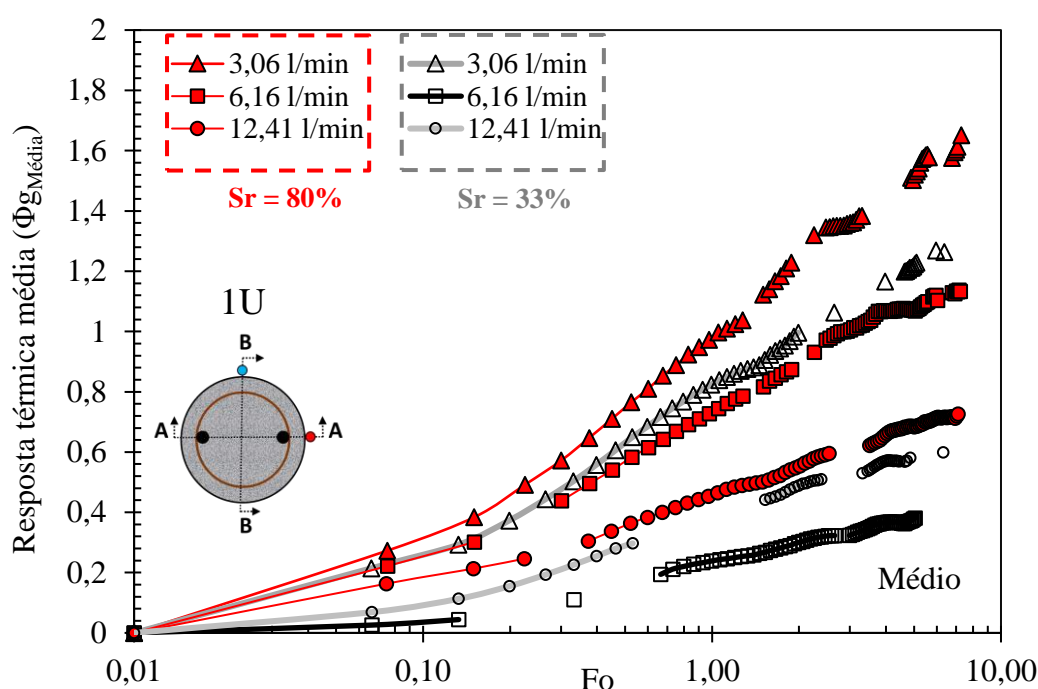 Resposta térmica média (Φg_Média)
2
1,8
1,6
1,4
1,2
1
0,8
0,6
0,4
0,2
0
3,06 l/min
6,16 l/min
12,41 l/min
Sr = 80%
3,06 l/min
6,16 l/min
12,41 l/min
Sr = 33%
1U
B
A
A
B
Médio
0,01
0,10
1,00
10,00
Fo